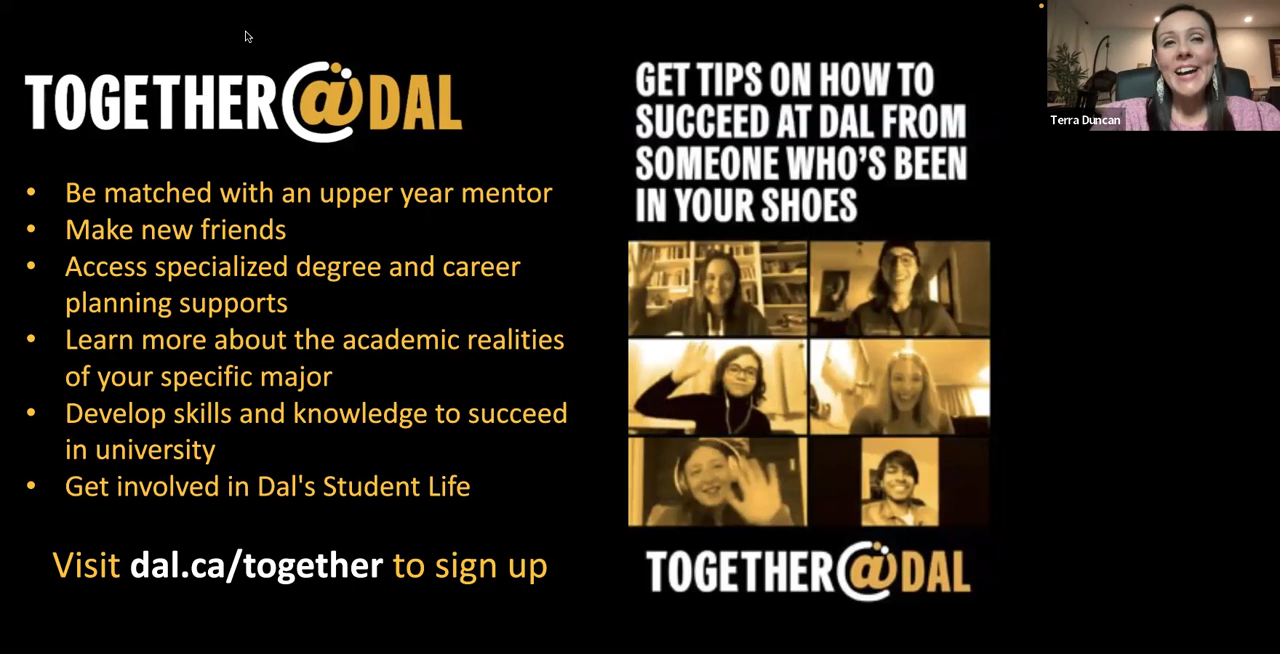 TOGETHER@DAL
• Be matched with an upper year mentor
• Make new friends
• Access specialized degree and career
planning supports
• Learn more about the academic realities
of your specific major
• Develop skills and knowledge to succeed
in university
• Get involved in Dal's Student Life
Visit dal.ca/together to sign up
GET TIPS ON HOW TO
SUCCEED AT DAL FROM
SOMEONE WHO’S BEEN
IN YOUR SHOES
TOGETHER@DAL
Terra Duncan